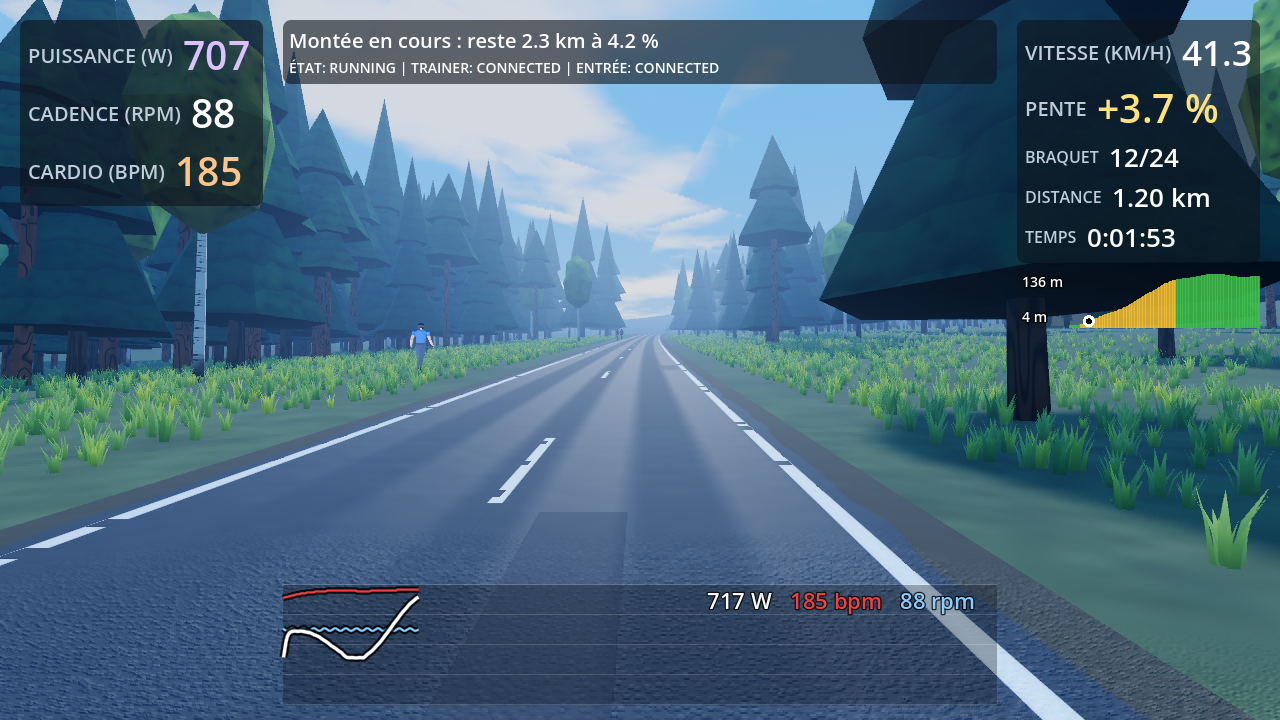 PUISSANCE (W) 707
CADENCE (RPM) 88
CARDIO (BPM) 185
Montée en cours : reste 2.3 km à 4.2 %
ÉTAT: RUNNING | TRAINER: CONNECTED | ENTRÉE: CONNECTED
VITESSE (KM/H) 41.3
PENTE +3.7 %
BRAQUET 12/24
DISTANCE 1.20 km
TEMPS 0:01:53
136 m
4 m
717 W 185 bpm 88 rpm